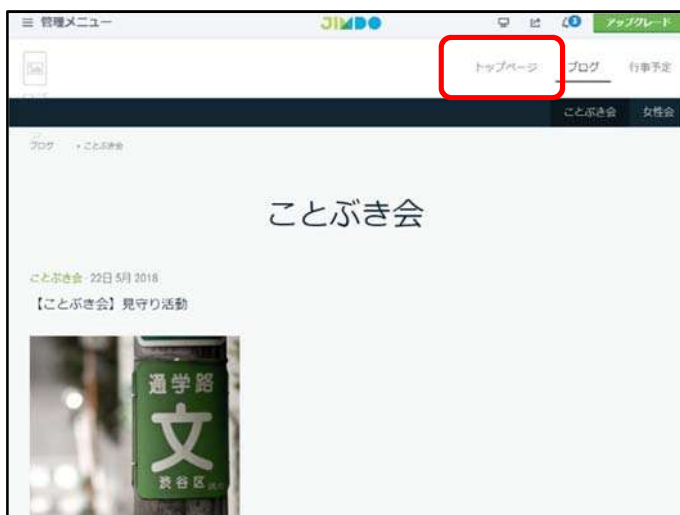 管理メニュー
JIMDO
3
アップグレード
トップページ
ブログ
行事予定
ことぶき会
女性会
ブログ
ことぶき会
ことぶき会
ことぶき会 - 22日 5月 2018
【ことぶき会】見守り活動
通学路
文
渋谷区